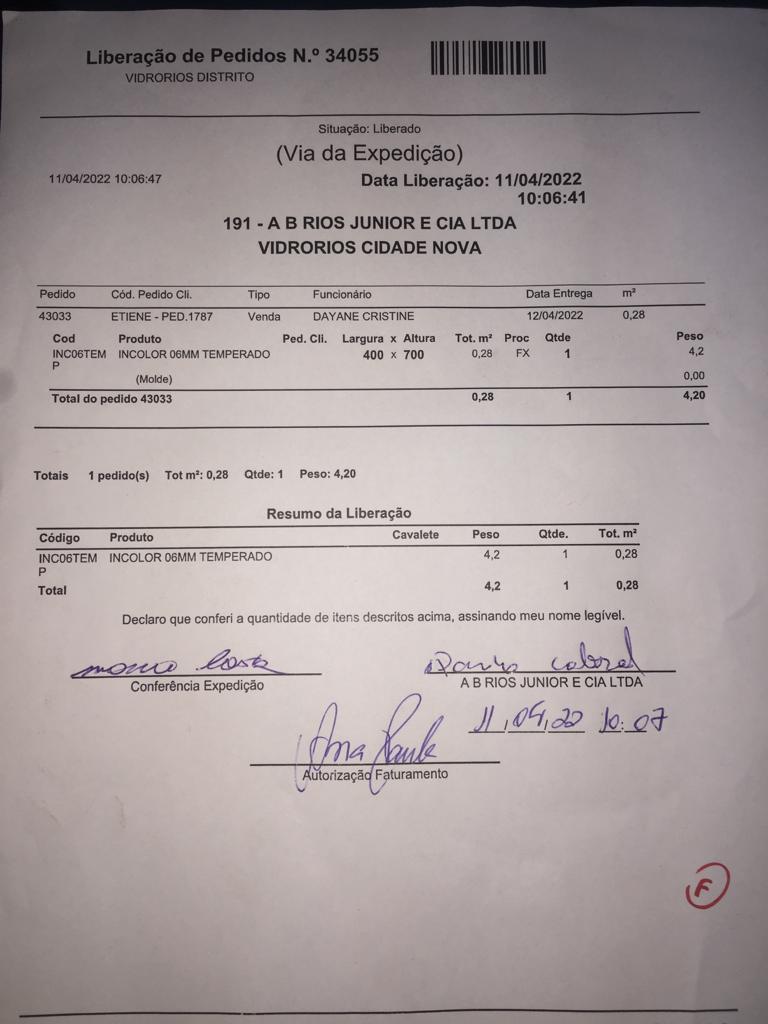 Liberação de Pedidos N.º 34055
VIDRORIOS DISTRITO
Situação: Liberado
(Via da Expedição)
11/04/2022 10:06:47
Data Liberação: 11/04/2022
10:06:41
191 - A B RIOS JUNIOR E CIA LTDA
VIDRORIOS CIDADE NOVA
Pedido Cód. Pedido Cli. Tipo Funcionário Data Entrega m²
43033 ETIENE - PED.1787 Venda DAYANE CRISTINE 12/04/2022 0,28
Cod Produto Ped. Cli. Largura x Altura Tot. m² Proc Qtde Peso
INC06TEM INCOLOR 06MM TEMPERADO 400 x 700 0,28 FX 1 4,2
P
(Molde) 0,00
Total do pedido 43033 0,28 1 4,20
Totais 1 pedido(s) Tot m²: 0,28 Qtde: 1 Peso: 4,20
Resumo da Liberação
Código Produto Cavalete Peso Qtde. Tot. m²
INC06TEM INCOLOR 06MM TEMPERADO 4,2 1 0,28
P
Total 4,2 1 0,28
Declaro que conferi a quantidade de itens descritos acima, assinando meu nome legível.
Cabral
Conferência Expedição A B RIOS JUNIOR E CIA LTDA
11,04,22 10:07
Ana Paula
Autorização Faturamento
F